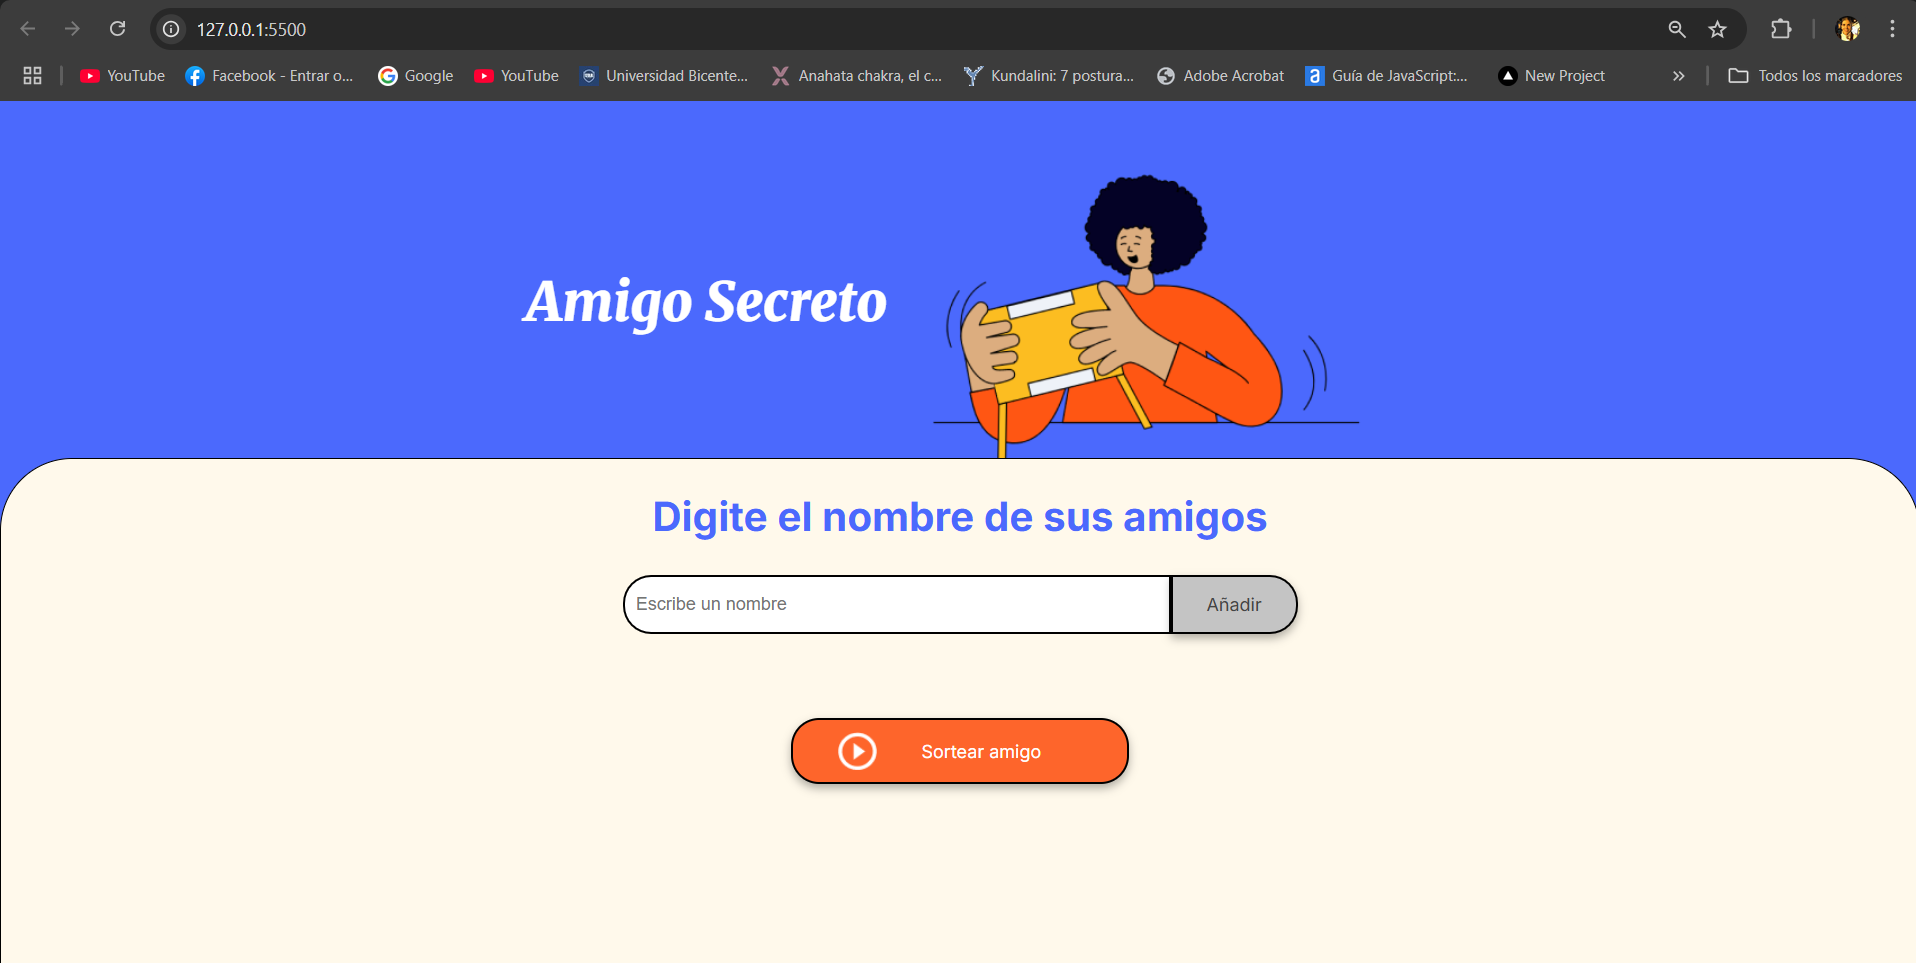 127.0.0.1:5500
YouTube Facebook - Entrar o... Google YouTube Universidad Bicente... Anahata chakra, el c... Kundalini: 7 postura... Adobe Acrobat Guía de JavaScript:... New Project » Todos los marcadores
Amigo Secreto
Digite el nombre de sus amigos
Escribe un nombre Añadir
Sortear amigo